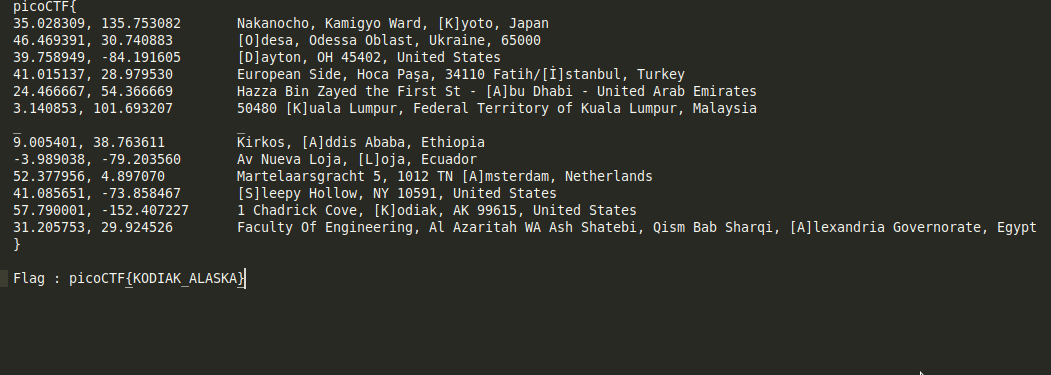 picoCTF{
35.028309, 135.753082 Nakanocho, Kamigyo Ward, [K]yoto, Japan
46.469391, 30.740883 [O]desa, Odessa Oblast, Ukraine, 65000
39.758949, -84.191605 [D]ayton, OH 45402, United States
41.015137, 28.979530 European Side, Hoca Paşa, 34110 Fatih/[İ]stanbul, Turkey
24.466667, 54.366669 Hazza Bin Zayed the First St - [A]bu Dhabi - United Arab Emirates
3.140853, 101.693207 50480 [K]uala Lumpur, Federal Territory of Kuala Lumpur, Malaysia
_ _
9.005401, 38.763611 Kirkos, [A]ddis Ababa, Ethiopia
-3.989038, -79.203560 Av Nueva Loja, [L]oja, Ecuador
52.377956, 4.897070 Martelaarsgracht 5, 1012 TN [A]msterdam, Netherlands
41.085651, -73.858467 [S]leepy Hollow, NY 10591, United States
57.790001, -152.407227 1 Chadrick Cove, [K]odiak, AK 99615, United States
31.205753, 29.924526 Faculty Of Engineering, Al Azaritah WA Ash Shatebi, Qism Bab Sharqi, [A]lexandria Governorate, Egypt
}
Flag : picoCTF{KODIAK_ALASKA}